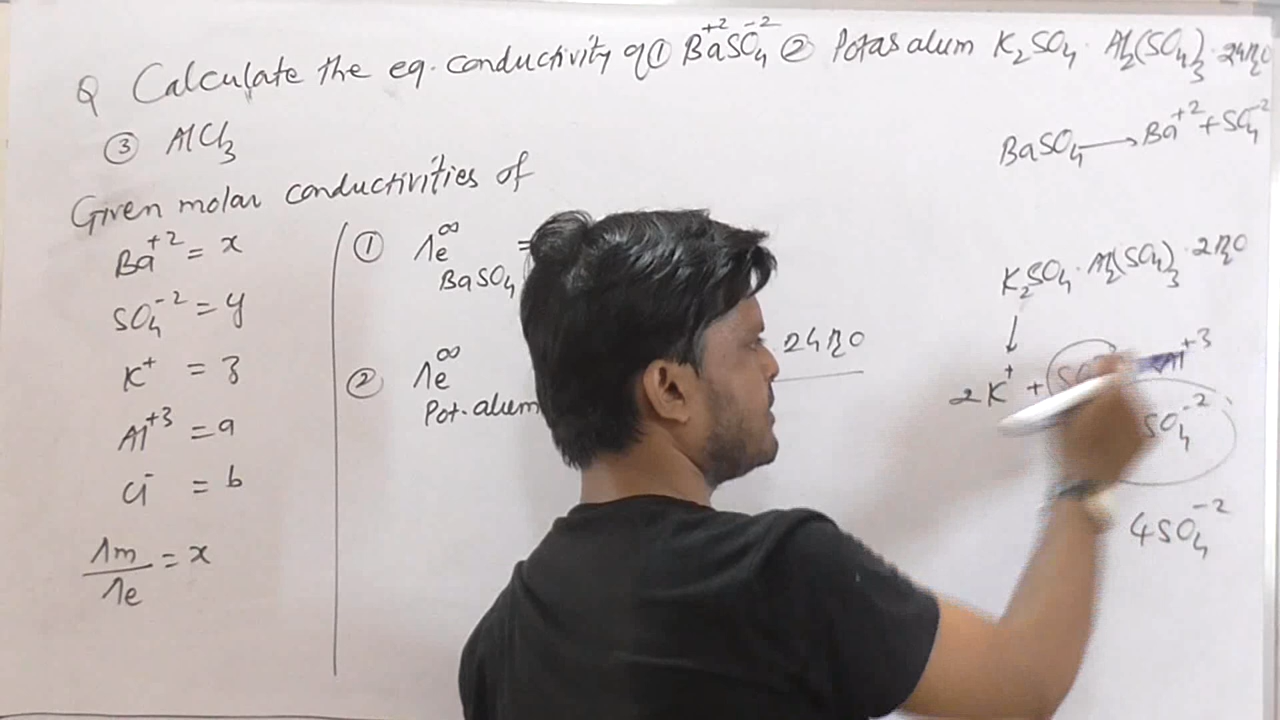 Q Calculate the eq. conductivity of ① Ba⁺²SO₄⁻² ② Potas alum K₂SO₄. Al₂(SO₄)₃. 24H₂O
③ AlCl₃
Given molar conductivities of
Ba⁺² = x
SO₄⁻² = y
K⁺ = z
Al⁺³ = a
Cl⁻ = b
Λm/Λe = x
① Λe∞ BaSO₄ =
② Λe∞ Pot. alum
. 24H₂O
BaSO₄ → Ba⁺² + SO₄⁻²
K₂SO₄. Al₂(SO₄)₃. 2H₂O
↓
2K⁺ +
SO₄⁻²
4SO₄⁻²